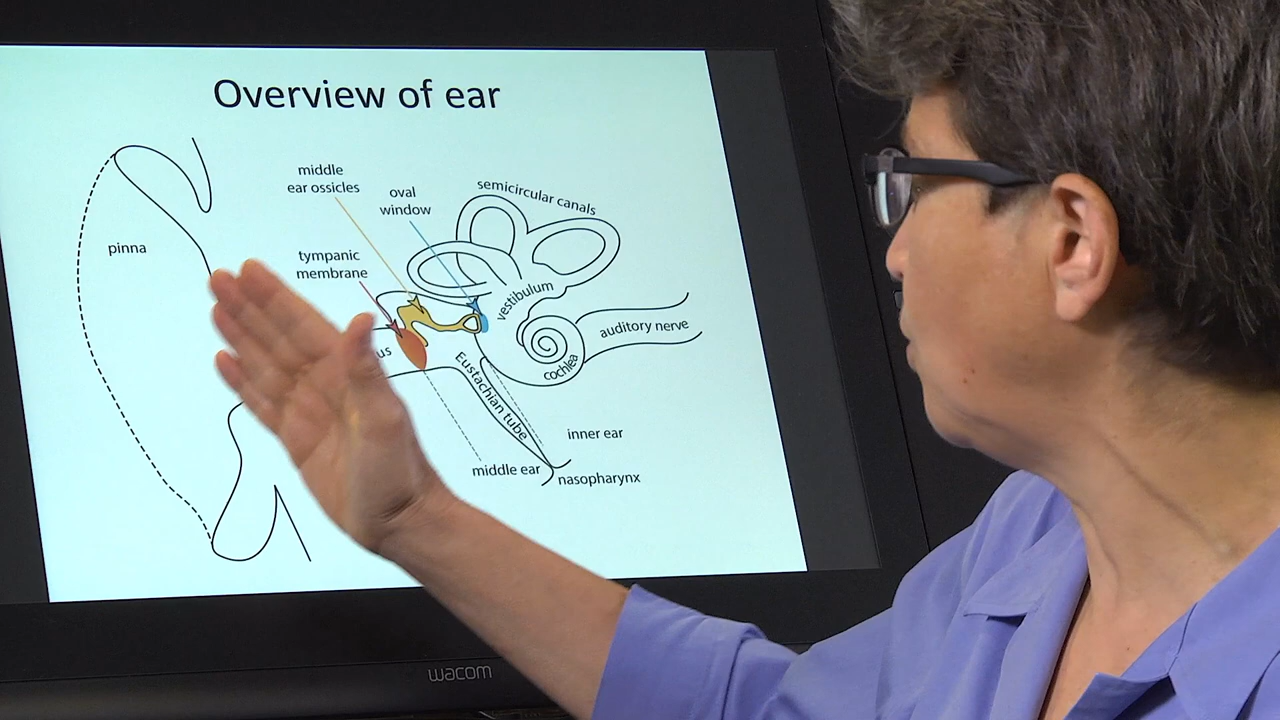 Overview of ear
middle
ear ossicles
oval
window
semicircular canals
pinna
tympanic
membrane
vestibulum
auditory nerve
us
cochlea
Eustachian tube
inner ear
middle ear
nasopharynx
wacom